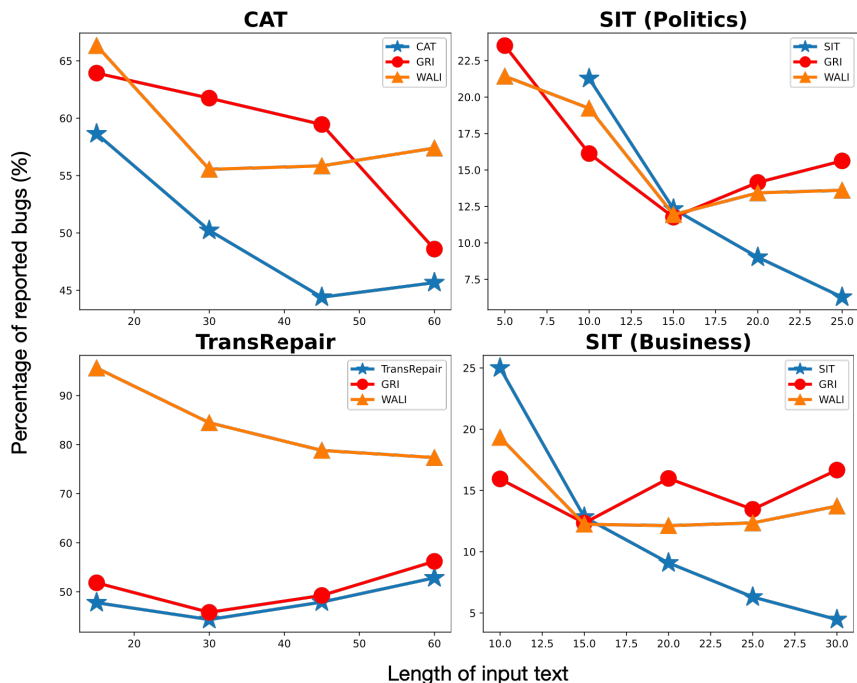 CAT
CAT
GRI
WALI
65
60
55
50
45
20
30
40
50
60
SIT (Politics)
SIT
GRI
WALI
22.5
20.0
17.5
15.0
12.5
10.0
7.5
5.0
7.5
10.0
12.5
15.0
17.5
20.0
22.5
25.0
Percentage of reported bugs (%)
TransRepair
TransRepair
GRI
WALI
90
80
70
60
50
20
30
40
50
60
SIT (Business)
SIT
GRI
WALI
25
20
15
10
5
10.0
12.5
15.0
17.5
20.0
22.5
25.0
27.5
30.0
Length of input text